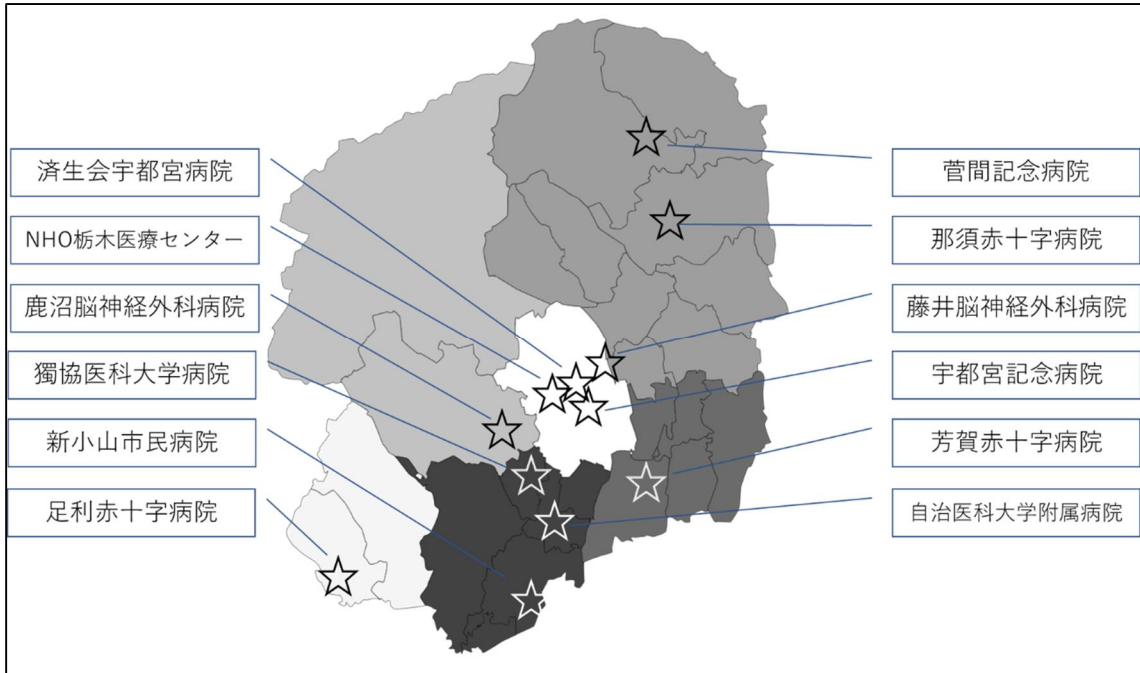 済生会宇都宮病院
NHO栃木医療センター
鹿沼脳神経外科病院
獨協医科大学病院
新小山市民病院
足利赤十字病院
菅間記念病院
那須赤十字病院
藤井脳神経外科病院
宇都宮記念病院
芳賀赤十字病院
自治医科大学附属病院